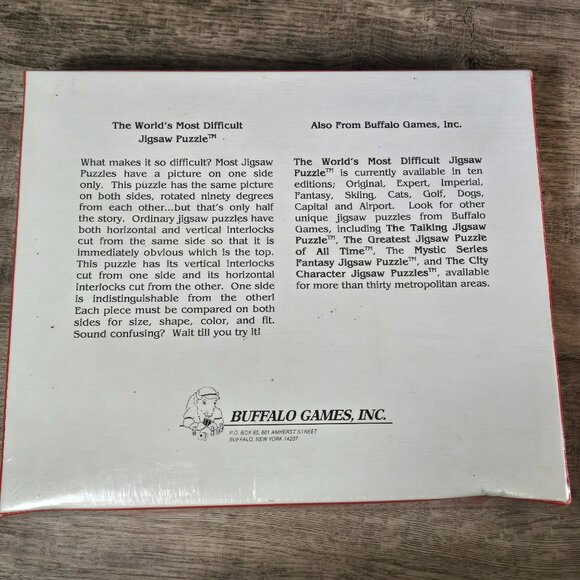 The World's Most Difficult
Jigsaw Puzzle™
What makes it so difficult? Most Jigsaw
Puzzles have a picture on one side
only. This puzzle has the same picture
on both sides, rotated ninety degrees
from each other...but that's only half
the story. Ordinary jigsaw puzzles have
both horizontal and vertical interlocks
cut from the same side so that it is
immediately obvious which is the top.
This puzzle has its vertical interlocks
cut from one side and its horizontal
interlocks cut from the other. One side
is indistinguishable from the other!
Each piece must be compared on both
sides for size, shape, color, and fit.
Sound confusing? Wait till you try it!
Also From Buffalo Games, Inc.
The World's Most Difficult Jigsaw
Puzzle™ is currently available in ten
editions; Original, Expert, Imperial,
Fantasy, Skiing, Cats, Golf, Dogs,
Capital and Airport. Look for other
unique jigsaw puzzles from Buffalo
Games, including The Talking Jigsaw
Puzzle™, The Greatest Jigsaw Puzzle
of All Time™, The Mystic Series
Fantasy Jigsaw Puzzle™, and The City
Character Jigsaw Puzzles™, available
for more than thirty metropolitan areas.
BUFFALO GAMES, INC.
P.O. BOX 85, 601 AMHERST STREET
BUFFALO, NEW YORK 14207